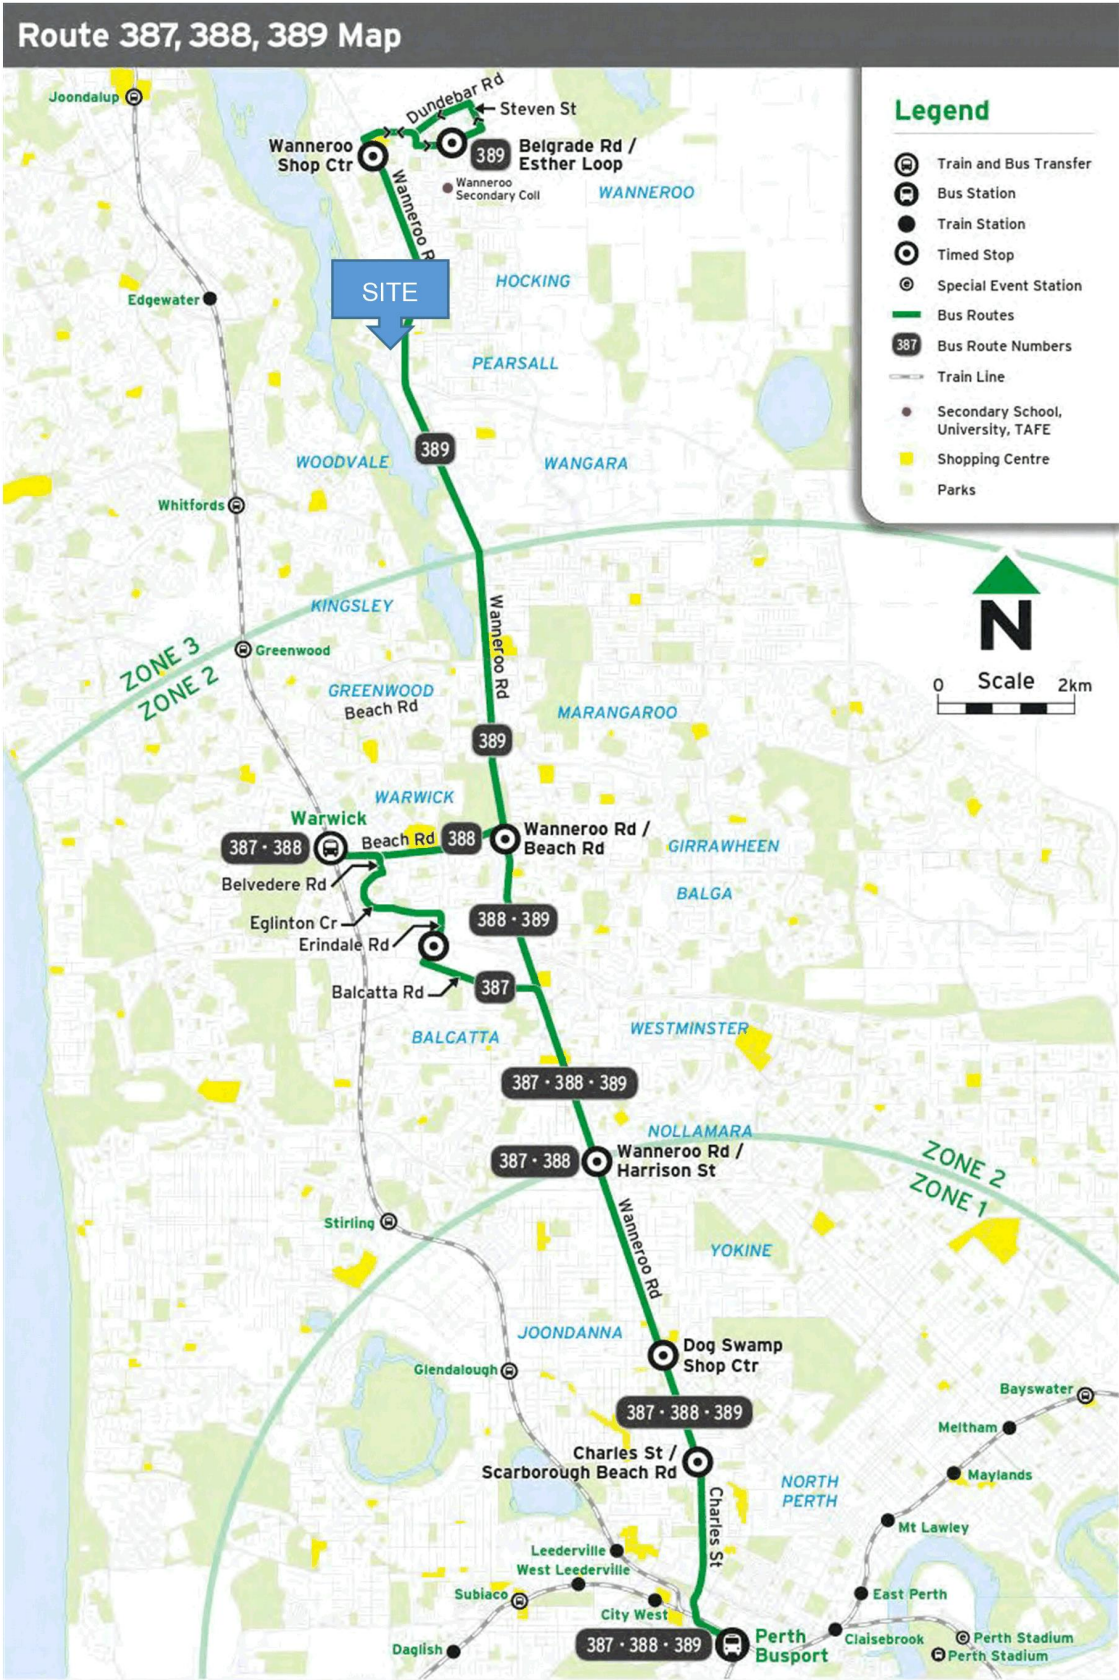 Route 387, 388, 389 Map
Legend
Train and Bus Transfer
Bus Station
Train Station
Timed Stop
Special Event Station
Bus Routes
387
Bus Route Numbers
Train Line
Secondary School,
University, TAFE
Shopping Centre
Parks
Joondalup
Dundebar Rd
Steven St
Wanneroo
Shop Ctr
389
Belgrade Rd /
Esther Loop
Wanneroo
Secondary Coll
WANNEROO
Wanneroo R
HOCKING
SITE
Edgewater
PEARSALL
389
WOODVALE
WANGARA
Whitfords
N
Scale
0
2km
KINGSLEY
Wanneroo Rd
ZONE 3
ZONE 2
Greenwood
GREENWOOD
Beach Rd
MARANGAROO
389
WARWICK
Warwick
387 · 388
Beach Rd
388
Wanneroo Rd /
Beach Rd
GIRRAWHEEN
Belvedere Rd
BALGA
Eglinton Cr
388 · 389
Erindale Rd
Balcatta Rd
387
BALCATTA
WESTMINSTER
387 · 388 · 389
NOLLAMARA
387 · 388
Wanneroo Rd /
Harrison St
ZONE 2
ZONE 1
Stirling
Wanneroo Rd
YOKINE
JOONDANNA
Dog Swamp
Shop Ctr
Glendalough
Bayswater
387 · 388 · 389
Meltham
Charles St /
Scarborough Beach Rd
Maylands
NORTH
PERTH
Charles St
Mt Lawley
Leederville
West Leederville
Subiaco
City West
East Perth
387 · 388 · 389
Perth
Busport
Claisebrook
Perth Stadium
Perth Stadium
Daglish